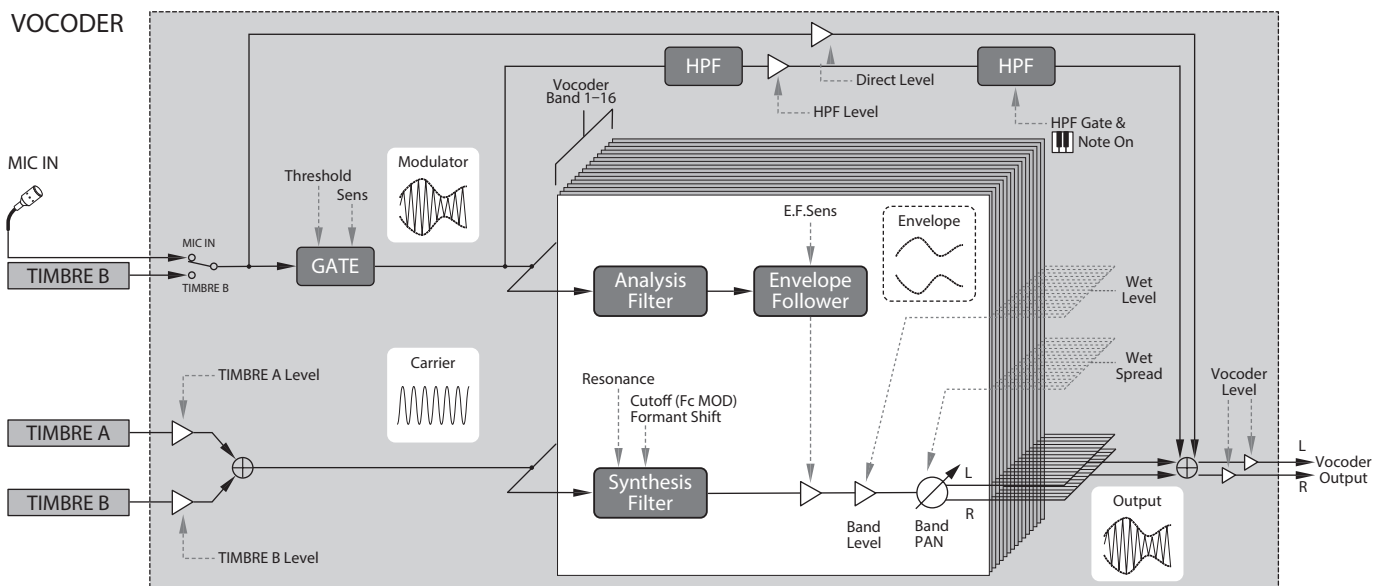 VOCODER
HPF
HPF
Direct Level
HPF Level
Vocoder
Band 1–16
HPF Gate &
Note On
MIC IN
Modulator
Threshold
Sens
MIC IN
TIMBRE B
TIMBRE B
GATE
E.F.Sens
Envelope
Analysis
Filter
Envelope
Follower
Wet
Level
Wet
Spread
Carrier
TIMBRE A Level
Resonance
Cutoff (Fc MOD)
Formant Shift
Vocoder
Level
TIMBRE A
TIMBRE B
Synthesis
Filter
L
R
Band
Level
Band
PAN
L
R
Vocoder
Output
Output
TIMBRE B Level